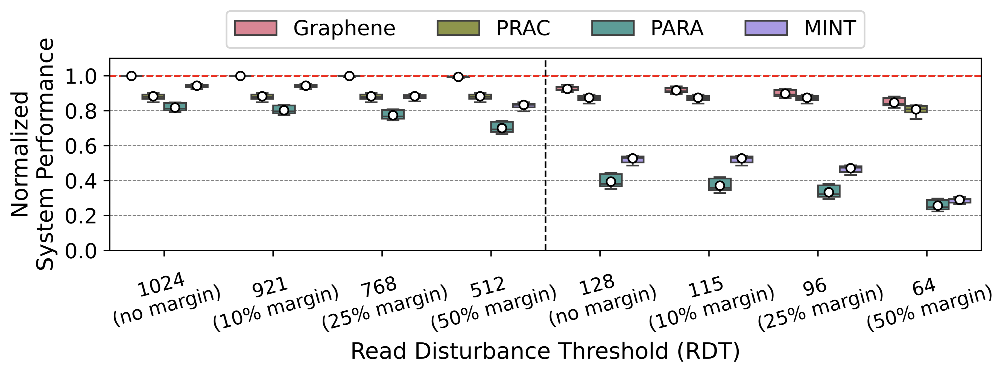 Graphene
PRAC
PARA
MINT
Normalized
System Performance
1.0
0.8
0.6
0.4
0.2
0.0
1024
(no margin)
921
(10% margin)
768
(25% margin)
512
(50% margin)
128
(no margin)
115
(10% margin)
96
(25% margin)
64
(50% margin)
Read Disturbance Threshold (RDT)